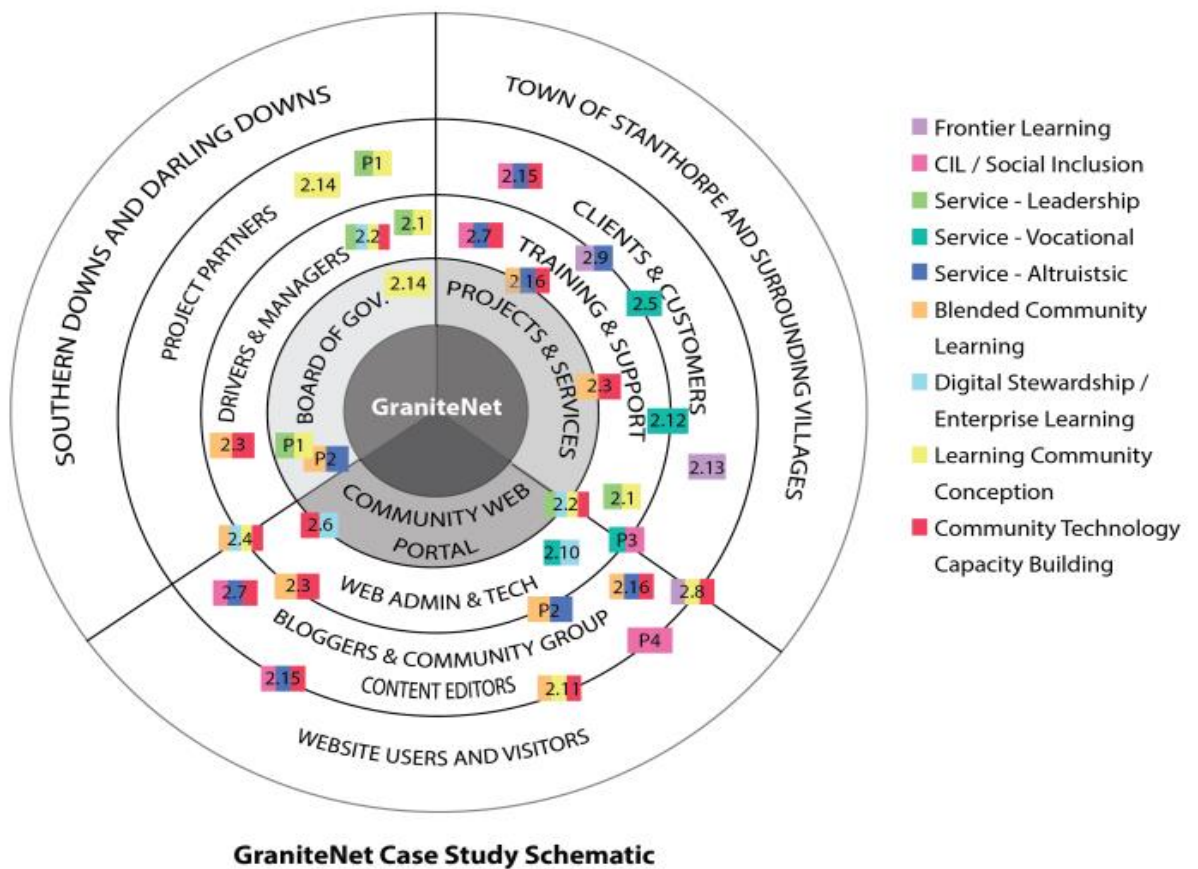 SOUTHERN DOWNS AND DARLING DOWNS
TOWN OF STANTHORPE AND SURROUNDING VILLAGES
WEBSITE USERS AND VISITORS
PROJECT PARTNERS
CLIENTS & CUSTOMERS
BLOGGERS & COMMUNITY GROUP
CONTENT EDITORS
DRIVERS & MANAGERS
TRAINING & SUPPORT
WEB ADMIN & TECH
BOARD OF GOV.
PROJECTS & SERVICES
COMMUNITY WEB
PORTAL
GraniteNet
P1
2.14
2.15
2.1
2.2
2.7
2.9
2.14
2.16
2.5
2.3
2.12
2.3
P1
P2
2.13
2.1
2.2
2.6
2.4
P3
2.10
2.7
2.3
P2
2.16
2.8
P4
2.15
2.11
Frontier Learning
CIL / Social Inclusion
Service - Leadership
Service - Vocational
Service - Altruistsic
Blended Community
Learning
Digital Stewardship /
Enterprise Learning
Learning Community
Conception
Community Technology
Capacity Building
GraniteNet Case Study Schematic